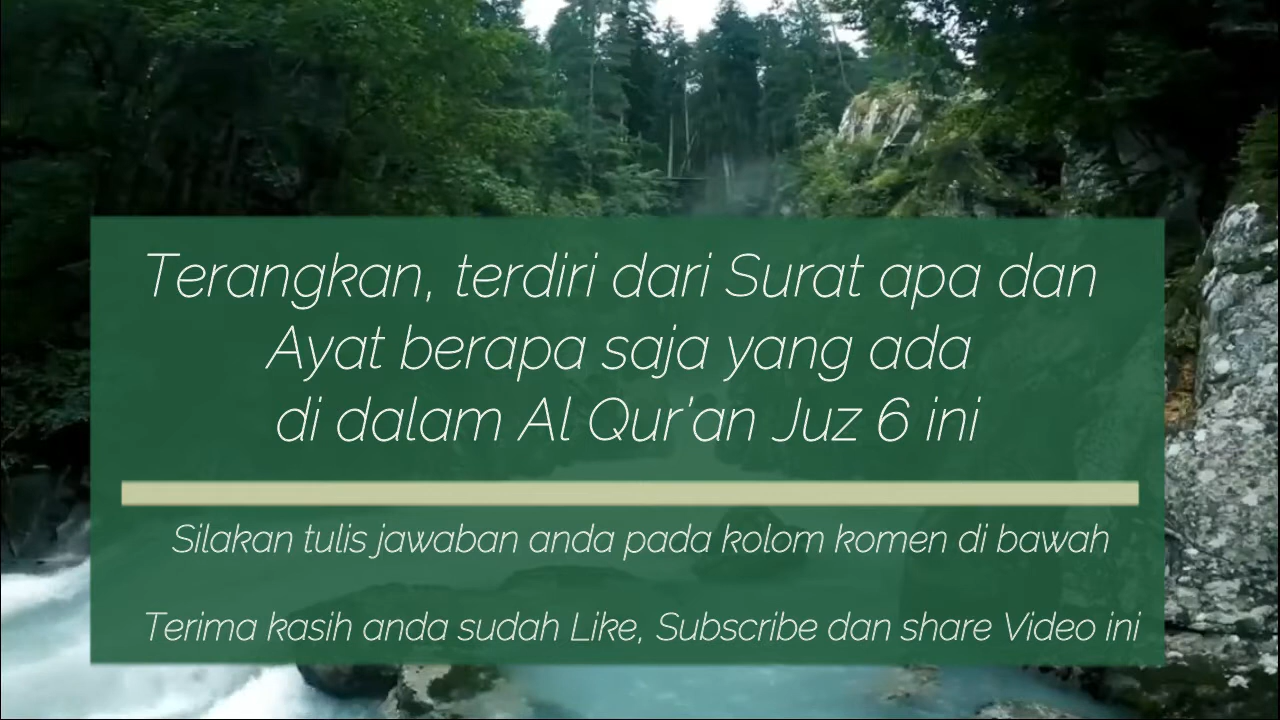 Terangkan, terdiri dari Surat apa dan
Ayat berapa saja yang ada
di dalam Al Qur'an Juz 6 ini
Silakan tulis jawaban anda pada kolom komen di bawah
Terima kasih anda sudah Like, Subscribe dan share Video ini